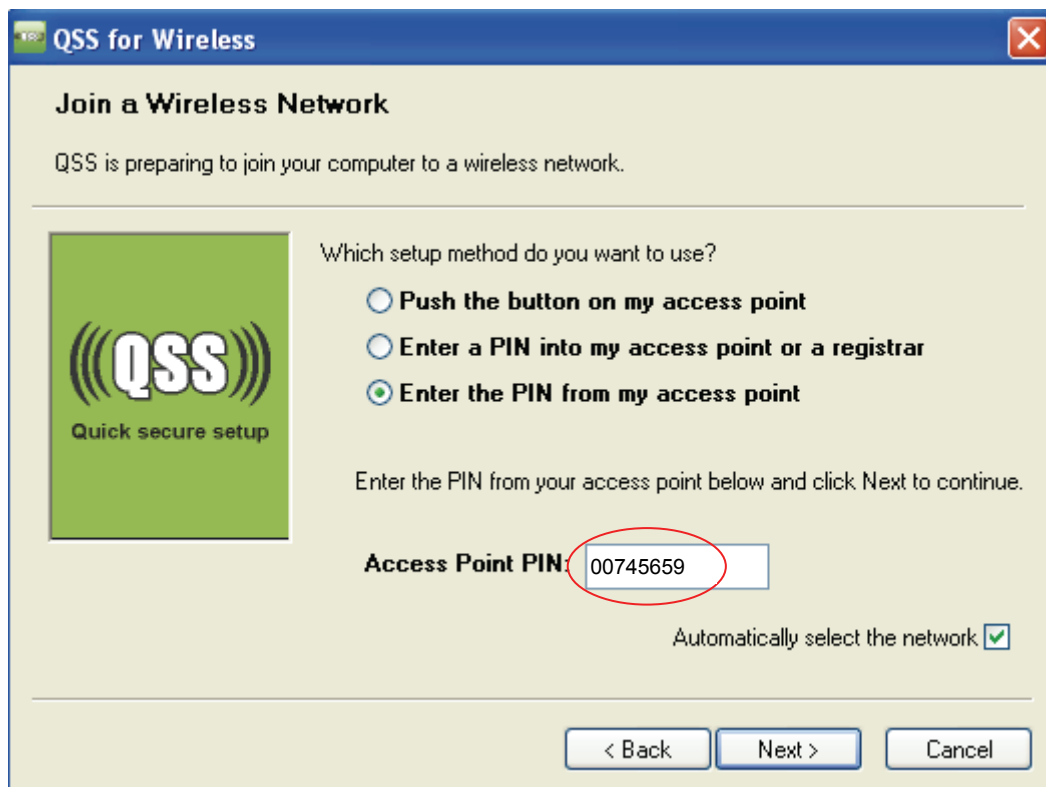 QSS for Wireless
Join a Wireless Network
QSS is preparing to join your computer to a wireless network.
Which setup method do you want to use?
Push the button on my access point
Enter a PIN into my access point or a registrar
Enter the PIN from my access point
(((QSS)))
Quick secure setup
Enter the PIN from your access point below and click Next to continue.
Access Point PIN: 00745659
Automatically select the network
< Back Next > Cancel